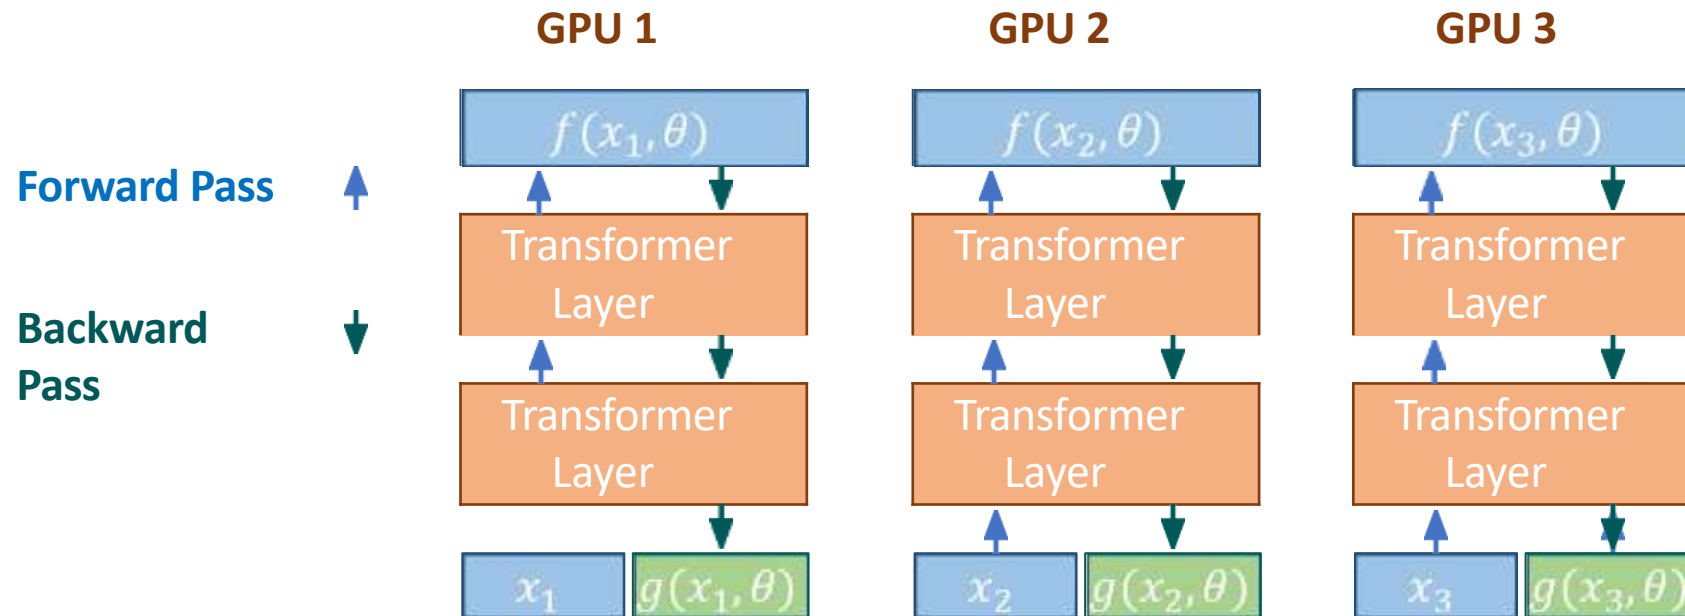 GPU 1 GPU 2 GPU 3
f(x₁, θ) f(x₂, θ) f(x₃, θ)
Forward Pass
Transformer Transformer Transformer
Layer Layer Layer
Backward
Pass
Transformer Transformer Transformer
Layer Layer Layer
x₁ g(x₁, θ) x₂ g(x₂, θ) x₃ g(x₃, θ)